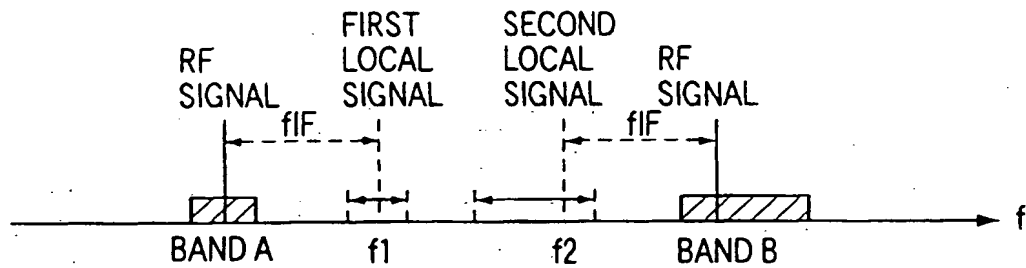 RF
SIGNAL
FIRST
LOCAL
SIGNAL
SECOND
LOCAL
SIGNAL
RF
SIGNAL
fIF
fIF
f
BAND A
f1
f2
BAND B